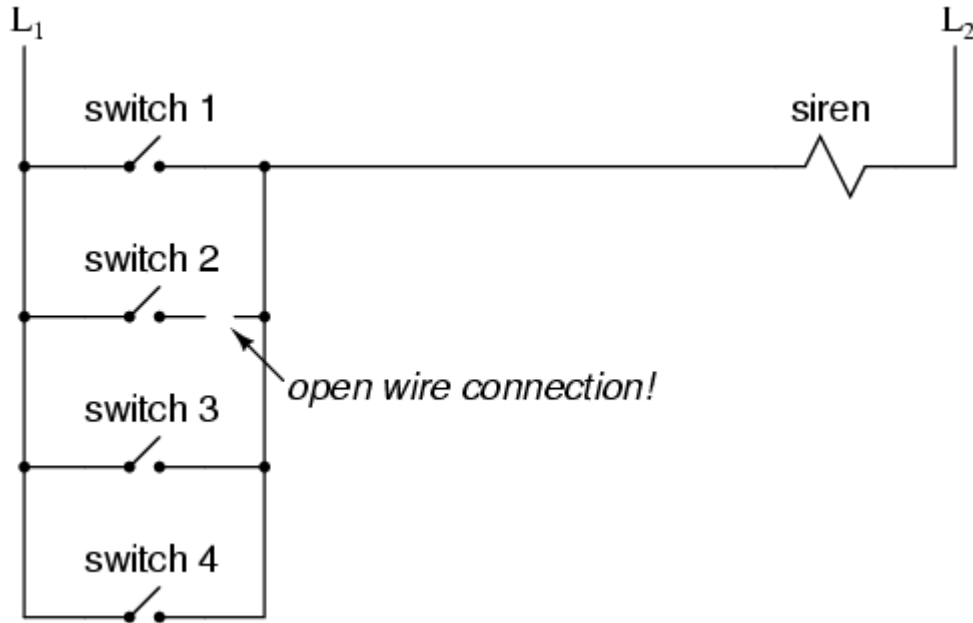 L₁
L₂
switch 1
siren
switch 2
open wire connection!
switch 3
switch 4